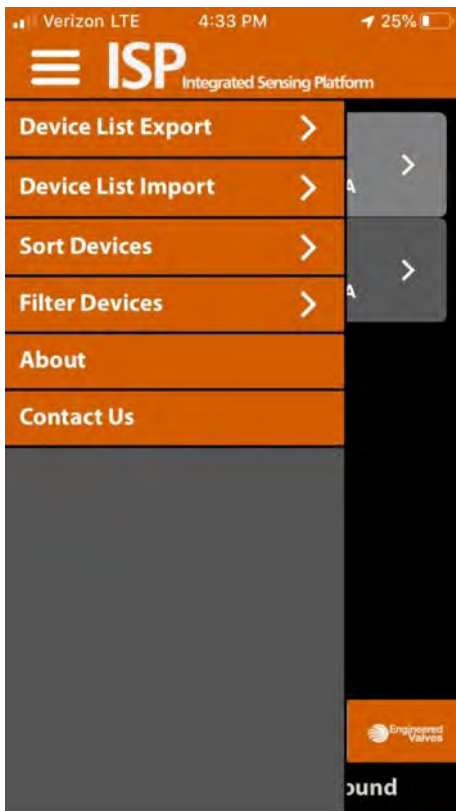 Verizon LTE 4:33 PM 25%
ISP Integrated Sensing Platform
Device List Export
A
Device List Import
Sort Devices
A
Filter Devices
About
Contact Us
Engineered
Valves
ound